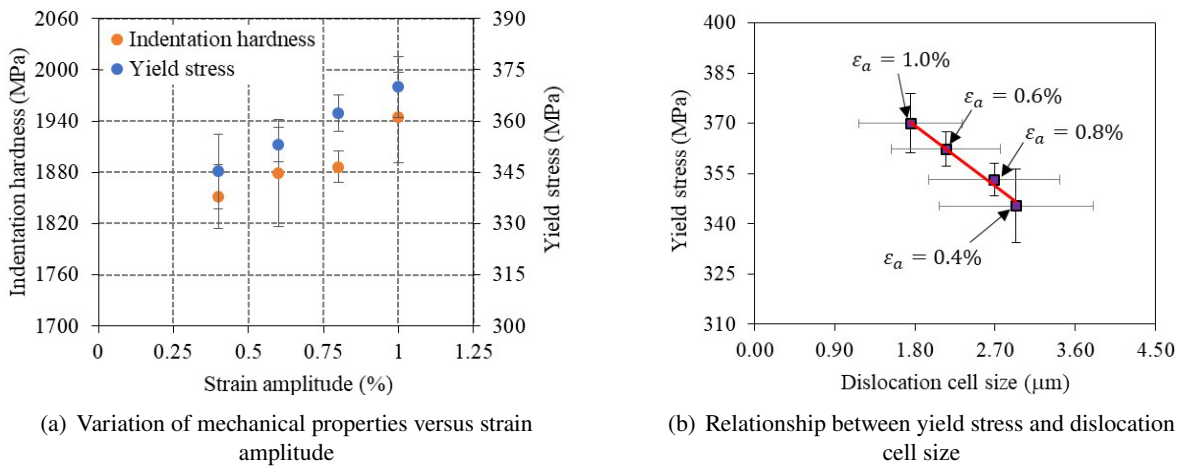 Indentation hardness (MPa)
2060
2000
1940
1880
1820
1760
1700
Indentation hardness
Yield stress
390
375
360
345
330
315
300
Yield stress (MPa)
0 0.25 0.50 0.75 1 1.25
Strain amplitude (%)
(a) Variation of mechanical properties versus strain
amplitude
Yield stress (MPa)
400
385
370
355
340
325
310
εₐ = 1.0%
εₐ = 0.6%
εₐ = 0.8%
εₐ = 0.4%
0.00 0.90 1.80 2.70 3.60 4.50
Dislocation cell size (μm)
(b) Relationship between yield stress and dislocation
cell size